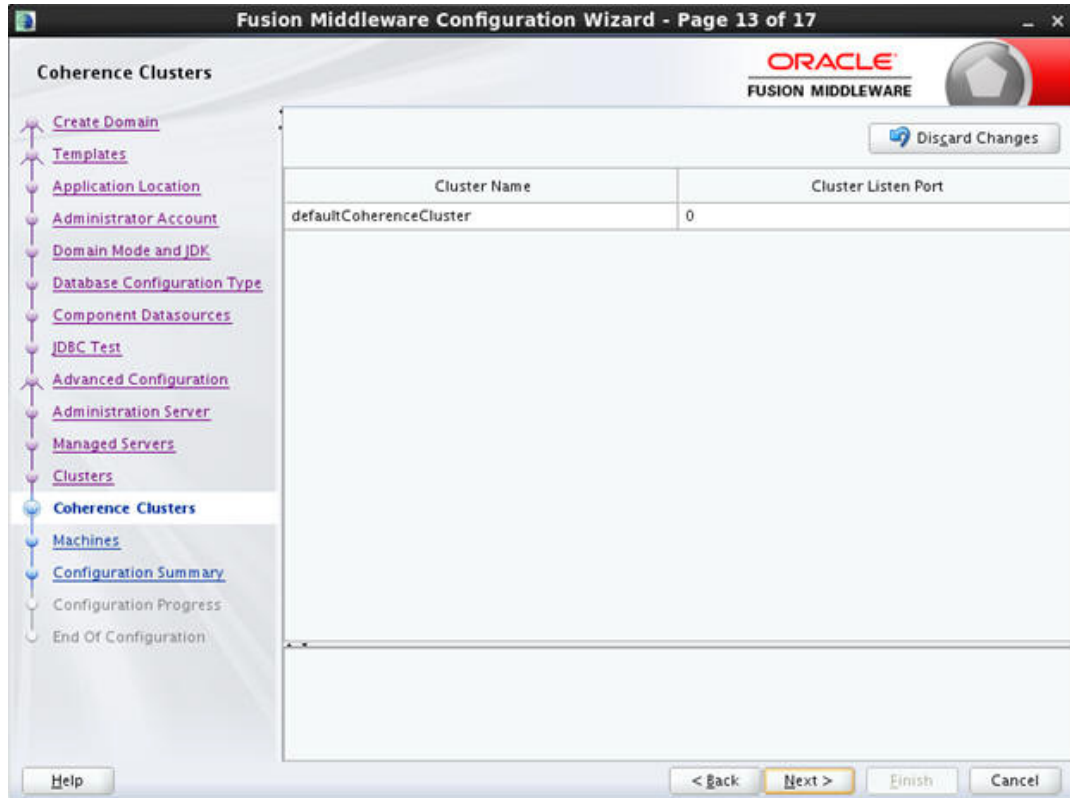 Fusion Middleware Configuration Wizard - Page 13 of 17
Coherence Clusters
ORACLE
FUSION MIDDLEWARE
Create Domain
Templates
Application Location
Administrator Account
Domain Mode and JDK
Database Configuration Type
Component Datasources
JDBC Test
Advanced Configuration
Administration Server
Managed Servers
Clusters
Coherence Clusters
Machines
Configuration Summary
Configuration Progress
End Of Configuration
Discard Changes
Cluster Name Cluster Listen Port
defaultCoherenceCluster 0
Help < Back Next > Finish Cancel